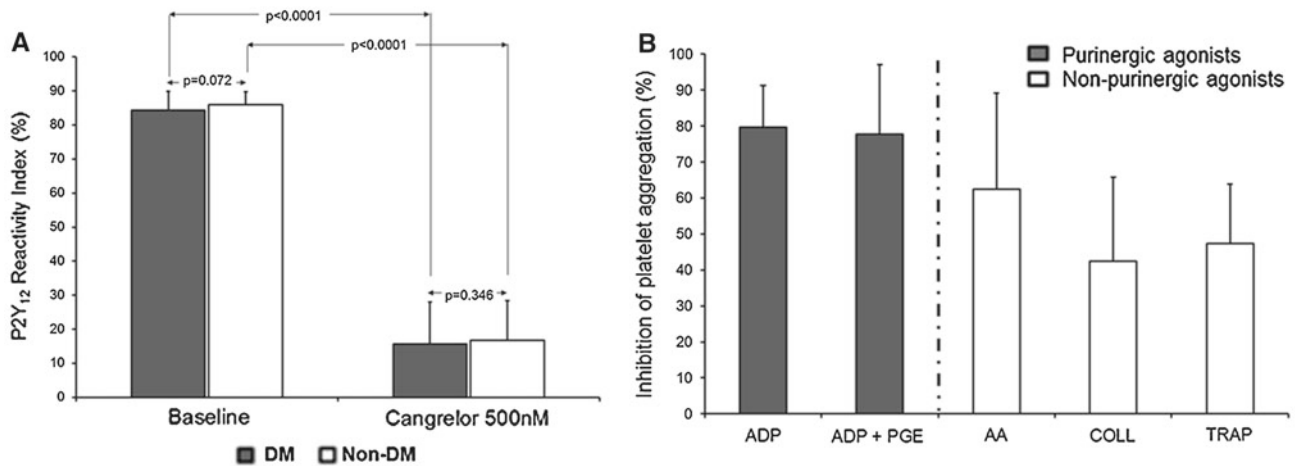 A
p<0.0001
p<0.0001
p=0.072
p=0.346
P2Y₁₂ Reactivity Index (%)
100
90
80
70
60
50
40
30
20
10
0
Baseline
Cangrelor 500nM
DM
Non-DM
B
Purinergic agonists
Non-purinergic agonists
Inhibition of platelet aggregation (%)
100
90
80
70
60
50
40
30
20
10
0
ADP
ADP + PGE
AA
COLL
TRAP